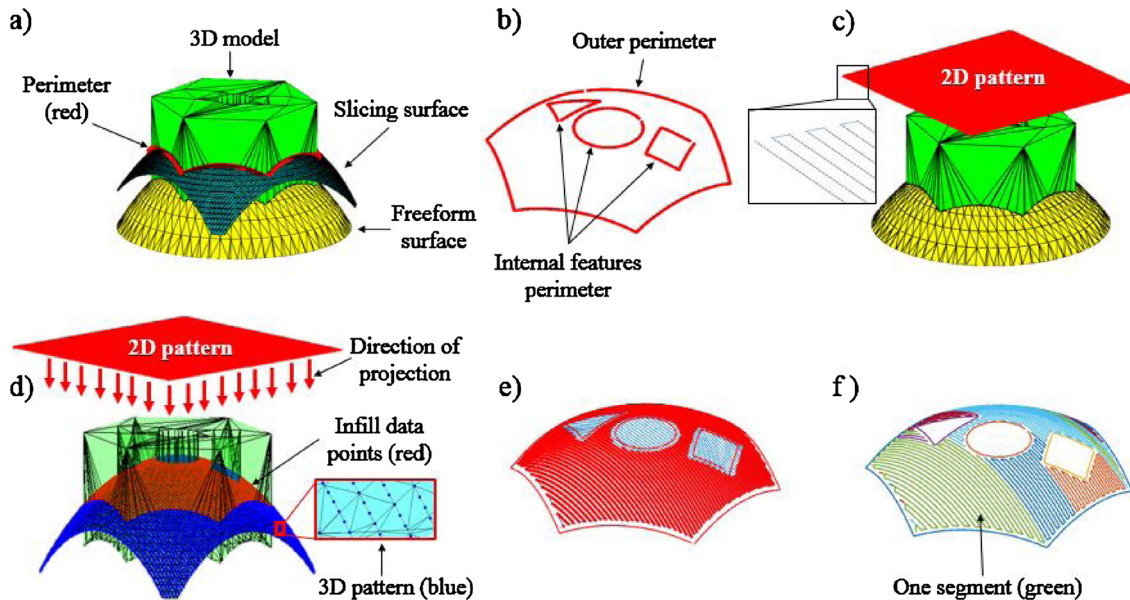 a)
3D model
Perimeter
(red)
Slicing surface
Freeform
surface
b)
Outer perimeter
Internal features
perimeter
c)
2D pattern
d)
2D pattern
Direction of
projection
Infill data
points (red)
3D pattern (blue)
e)
f)
One segment (green)